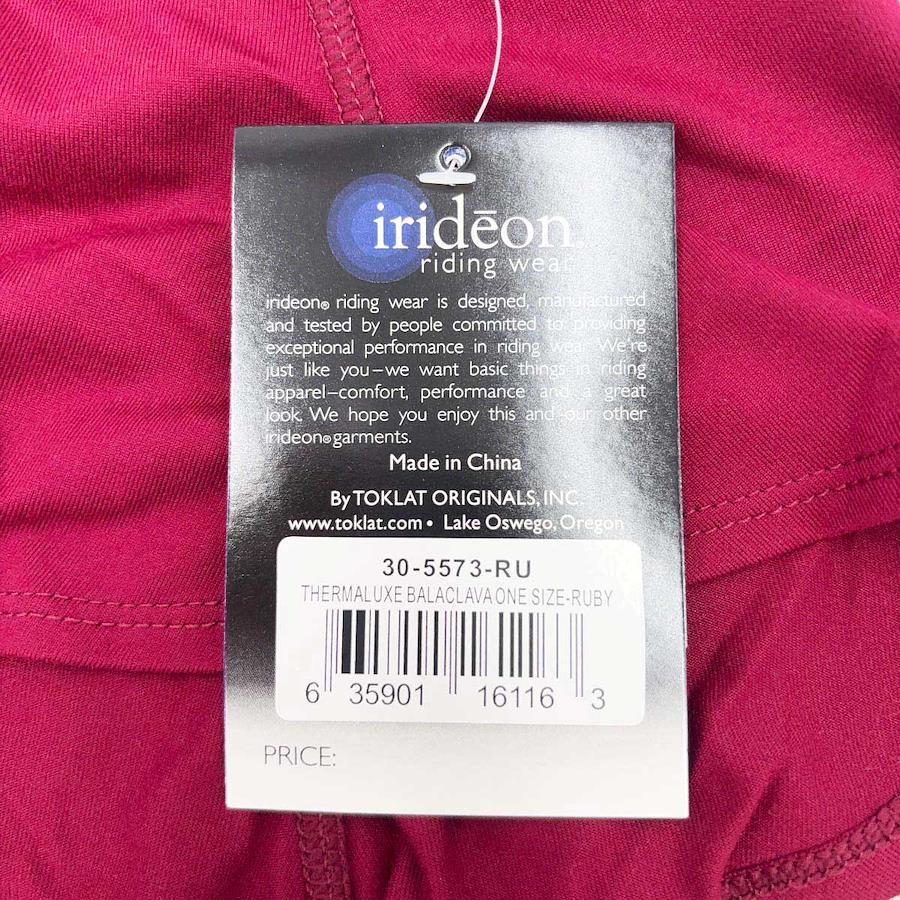 iridēon®
riding wear
irideon® riding wear is designed, manufactured
and tested by people committed to providing
exceptional performance in riding wear. We're
just like you–we want basic things in riding
apparel–comfort, performance and a great
look. We hope you enjoy this and our other
irideon® garments.
Made in China
By TOKLAT ORIGINALS, INC.
www.toklat.com • Lake Oswego, Oregon
30-5573-RU
THERMALUXE BALACLAVA ONE SIZE-RUBY
6 35901 16116 3
PRICE: